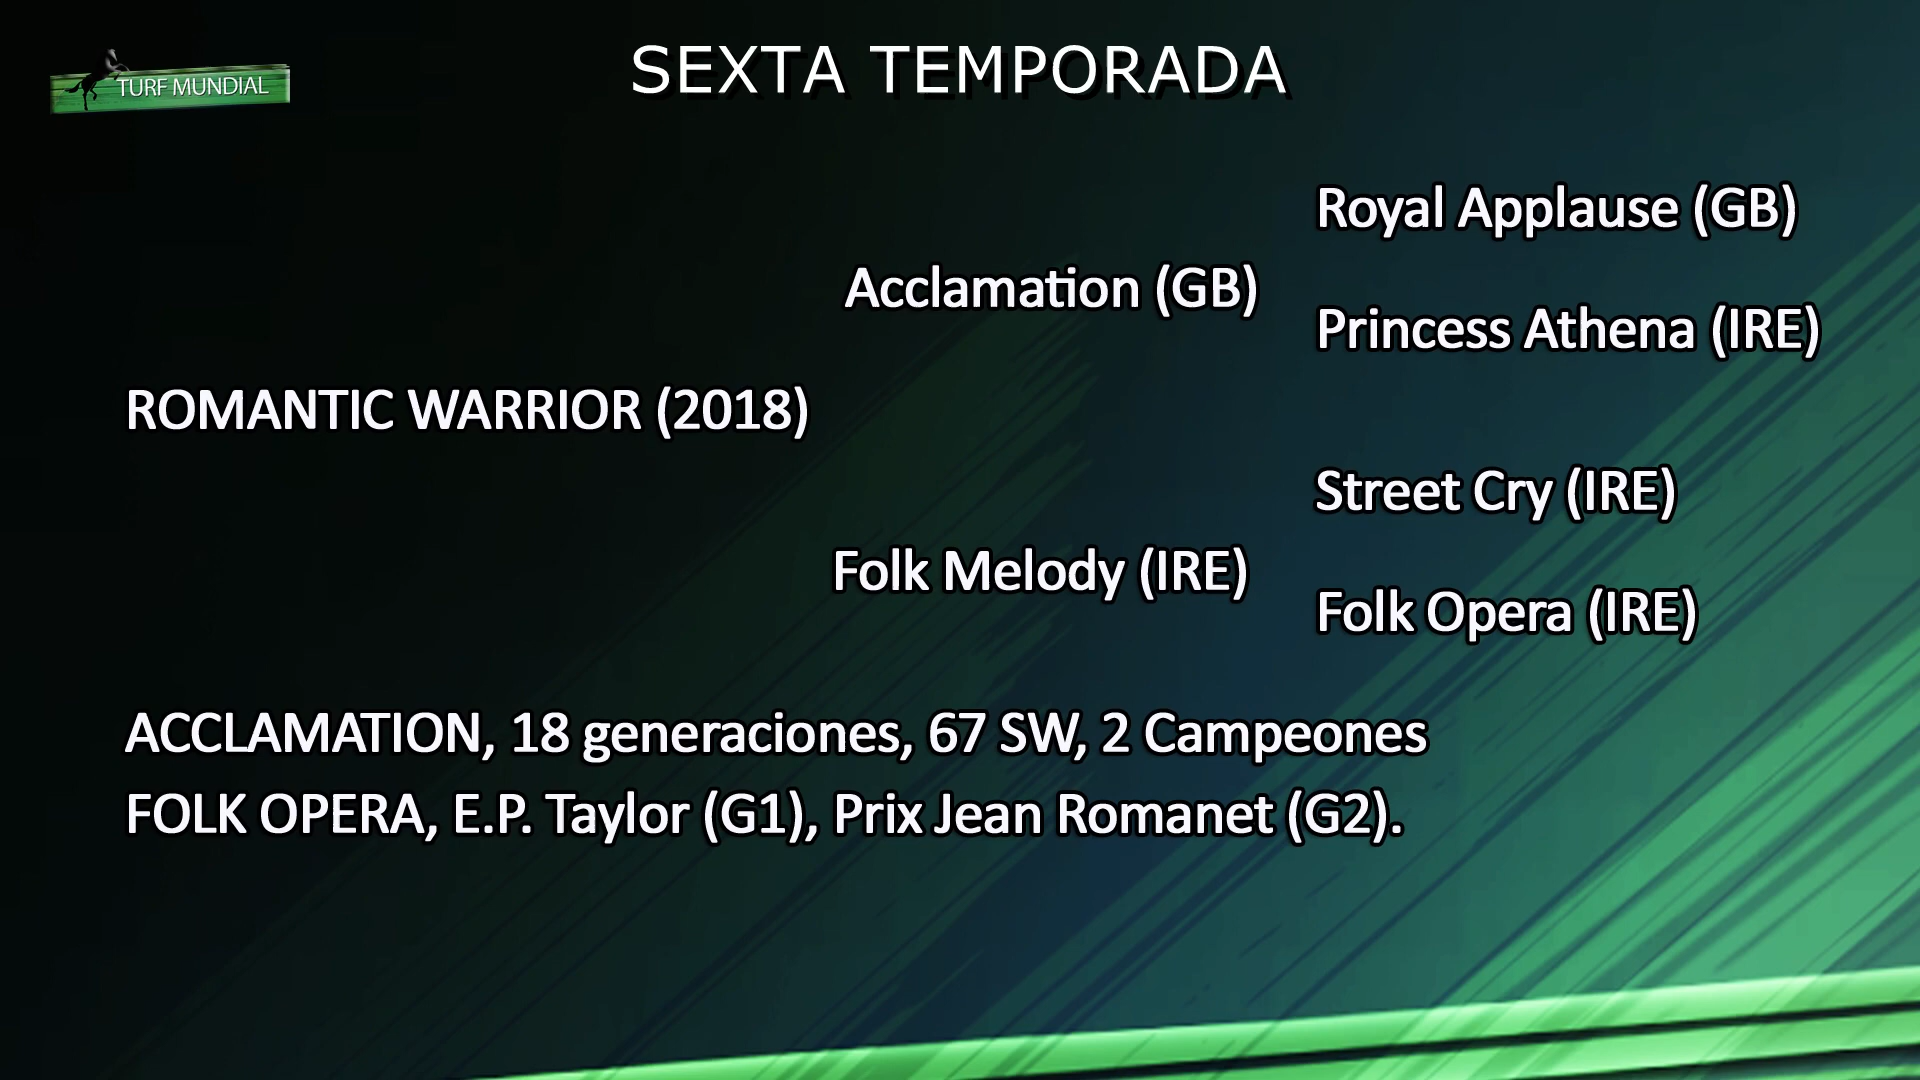 TURF MUNDIAL
SEXTA TEMPORADA
Royal Applause (GB)
Acclamation (GB)
Princess Athena (IRE)
ROMANTIC WARRIOR (2018)
Street Cry (IRE)
Folk Melody (IRE)
Folk Opera (IRE)
ACCLAMATION, 18 generaciones, 67 SW, 2 Campeones
FOLK OPERA, E.P. Taylor (G1), Prix Jean Romanet (G2).